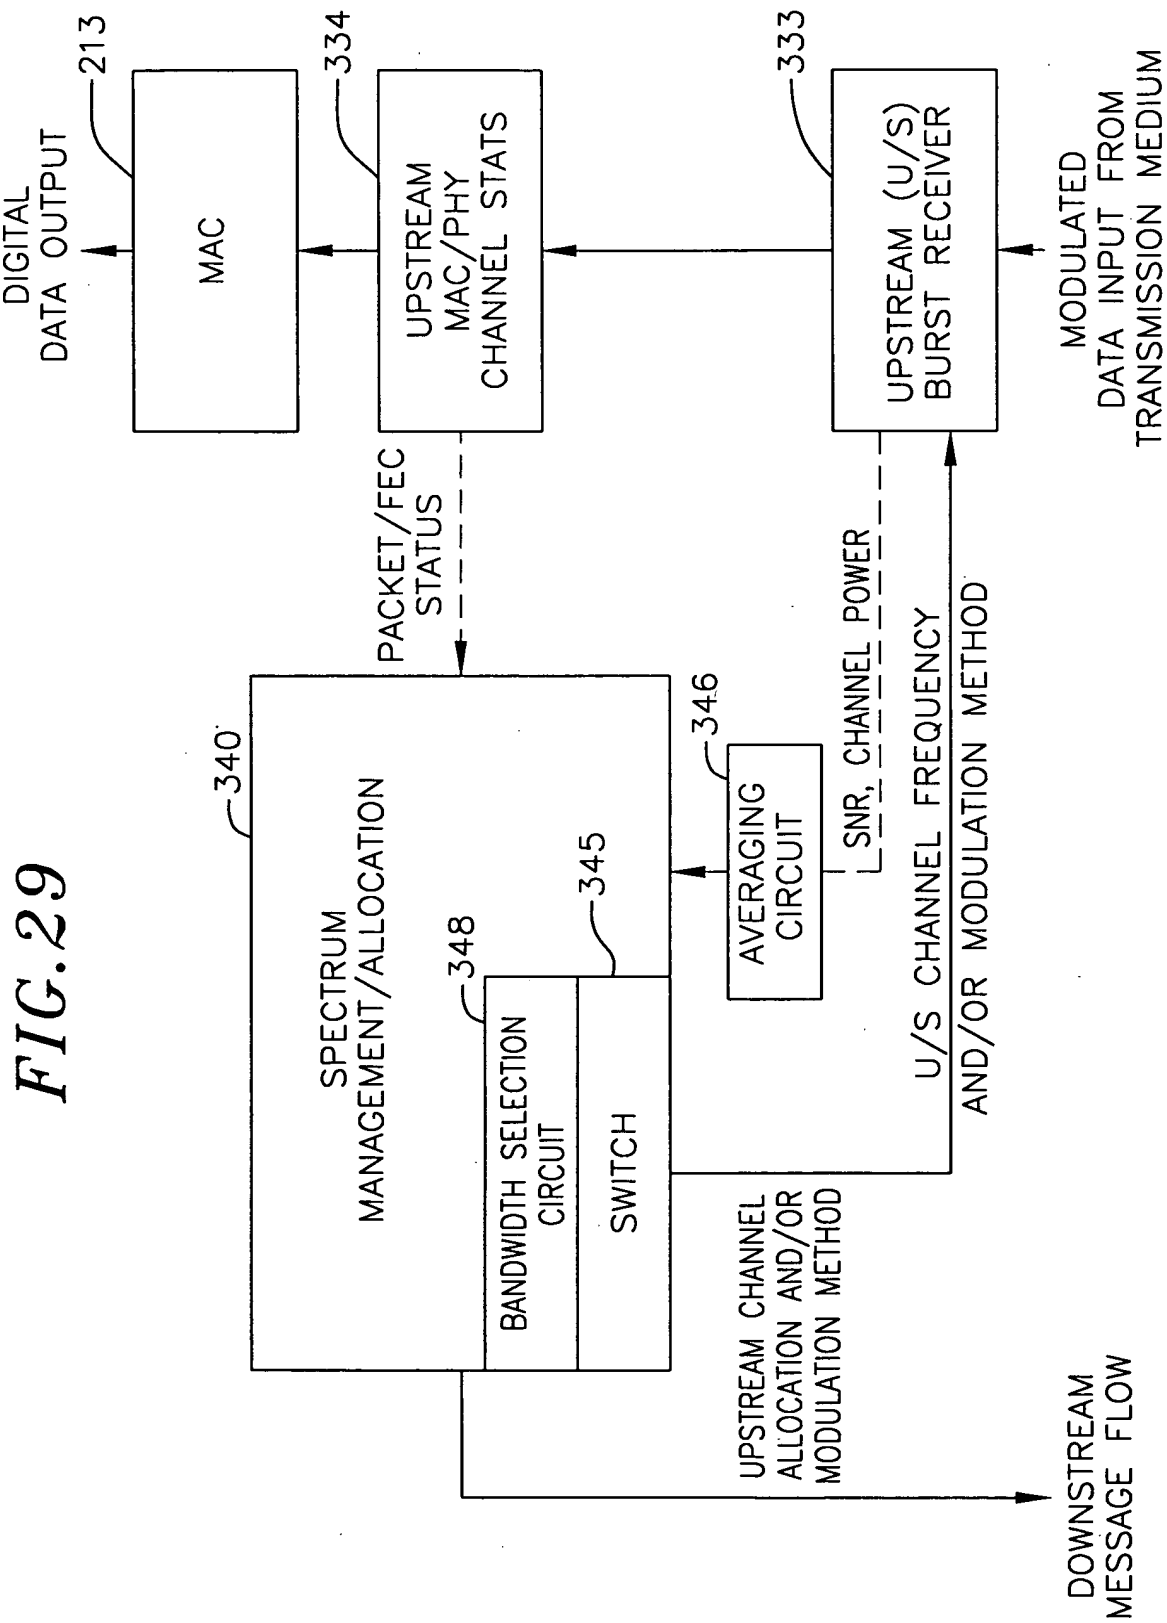 FIG.29
DIGITAL
DATA OUTPUT
213
MAC
334
UPSTREAM
MAC/PHY
CHANNEL STATS
333
UPSTREAM (U/S)
BURST RECEIVER
MODULATED
DATA INPUT FROM
TRANSMISSION MEDIUM
PACKET/FEC
STATUS
340
SPECTRUM
MANAGEMENT/ALLOCATION
348
BANDWIDTH SELECTION
CIRCUIT
345
SWITCH
346
AVERAGING
CIRCUIT
SNR, CHANNEL POWER
U/S CHANNEL FREQUENCY
AND/OR MODULATION METHOD
UPSTREAM CHANNEL
ALLOCATION AND/OR
MODULATION METHOD
DOWNSTREAM
MESSAGE FLOW